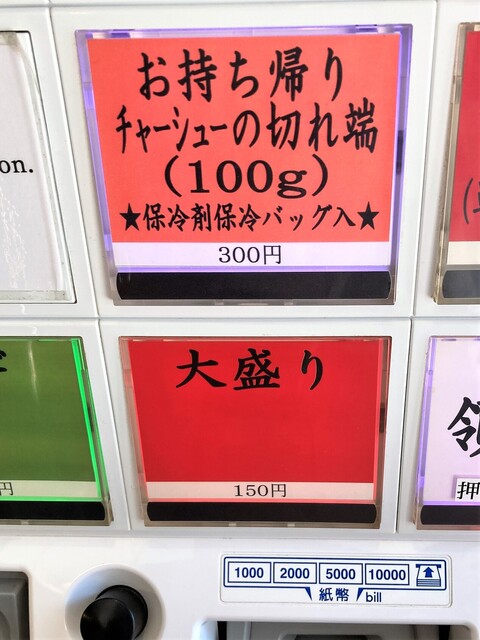 on.
お持ち帰り
チャーシューの切れ端
(100g)
★保冷剤保冷バッグ入★
300円
大盛り
円
150円
領
押
1000 2000 5000 10000
紙幣 bill